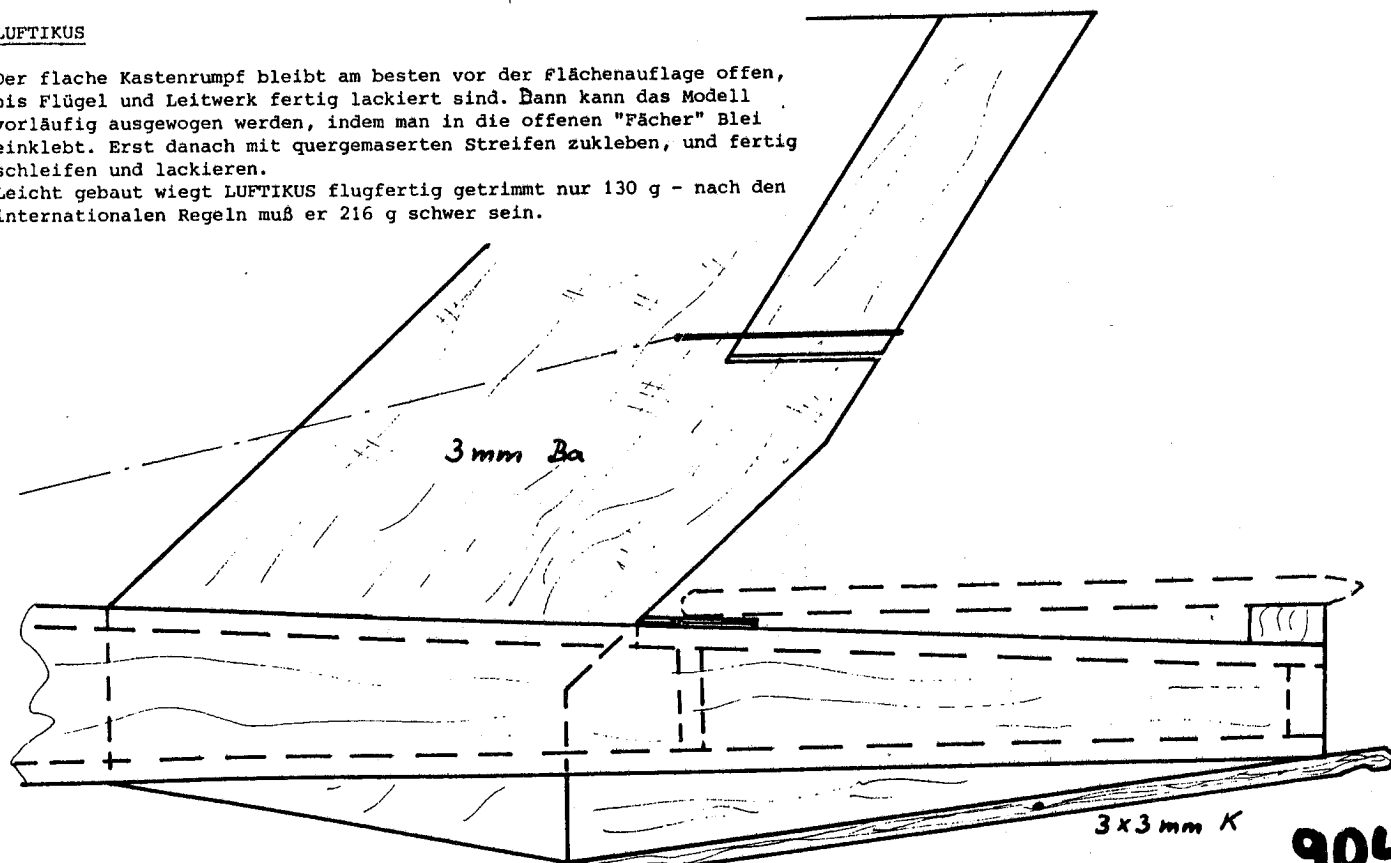 LUFTIKUS
Der flache Kastenrumpf bleibt am besten vor der Flächenauflage offen,
bis Flügel und Leitwerk fertig lackiert sind. Dann kann das Modell
vorläufig ausgewogen werden, indem man in die offenen "Fächer" Blei
einklebt. Erst danach mit quergemaserten Streifen zukleben, und fertig
schleifen und lackieren.
Leicht gebaut wiegt LUFTIKUS flugfertig getrimmt nur 130 g - nach den
internationalen Regeln muß er 216 g schwer sein.
3 mm Ba
3 x 3 mm K
904